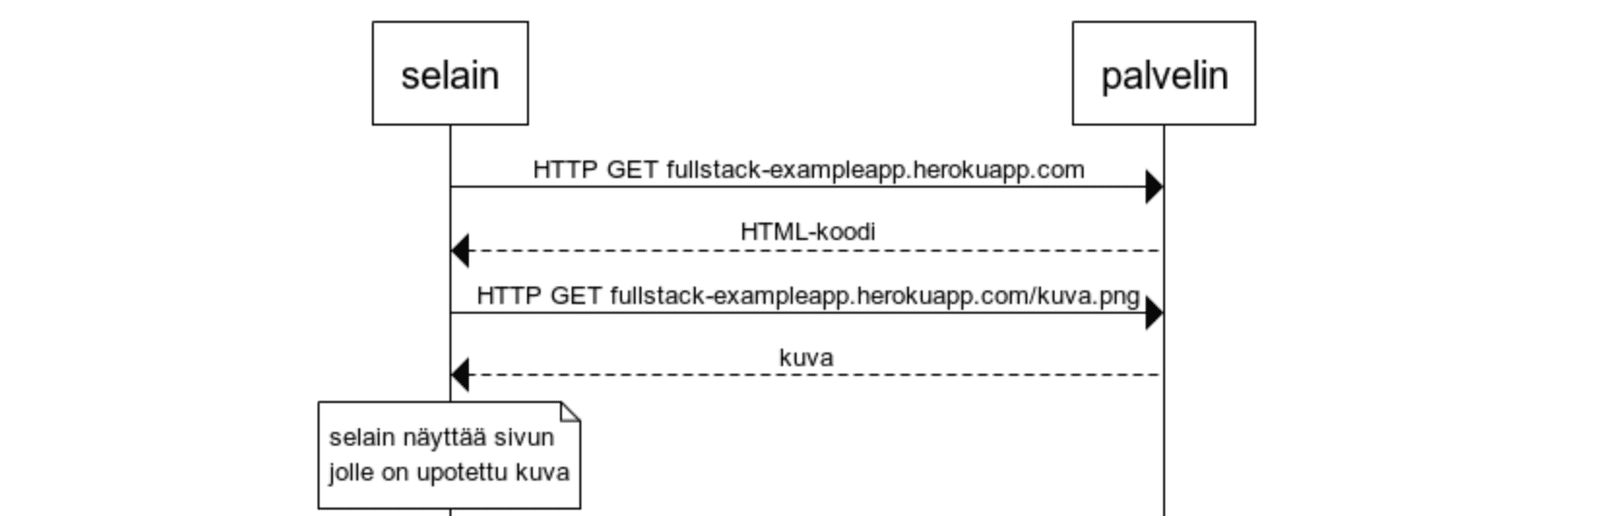 selain
palvelin
HTTP GET fullstack-exampleapp.herokuapp.com
HTML-koodi
HTTP GET fullstack-exampleapp.herokuapp.com/kuva.png
kuva
selain näyttää sivun
jolle on upotettu kuva